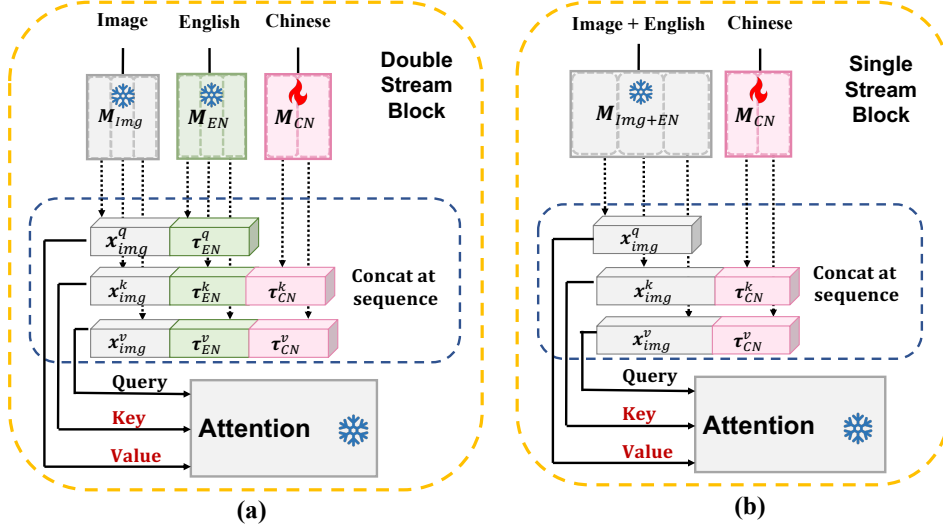 Image English Chinese
Double
Stream
Block
M_Img M_EN M_CN
x^q_img τ^q_EN
x^k_img τ^k_EN τ^k_CN
x^v_img τ^v_EN τ^v_CN
Concat at
sequence
Query
Key
Value
Attention
(a)
Image + English Chinese
Single
Stream
Block
M_Img+EN M_CN
x^q_img
x^k_img τ^k_CN
x^v_img τ^v_CN
Concat at
sequence
Query
Key
Value
Attention
(b)